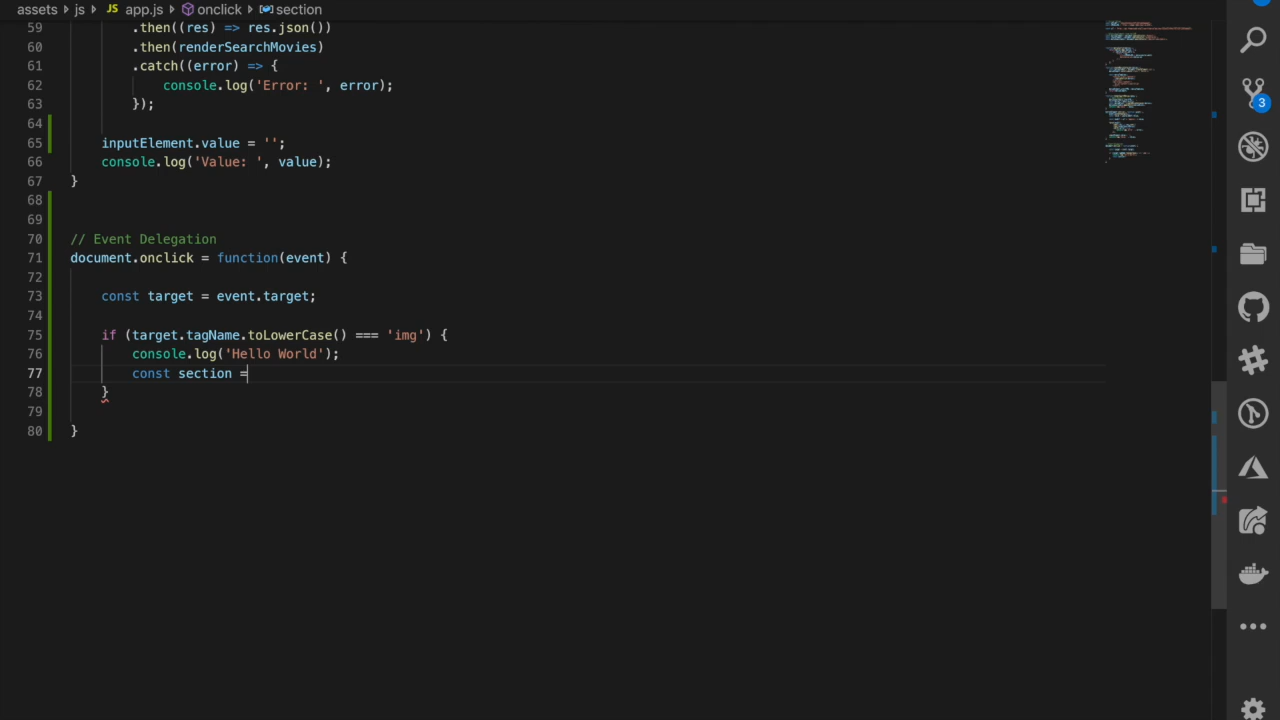 assets js JS app.js onclick section
59 .then((res) => res.json())
60 .then(renderSearchMovies)
61 .catch((error) => {
62 console.log('Error: ', error);
63 });
64
65 inputElement.value = '';
66 console.log('Value: ', value);
67 }
68
69
70 // Event Delegation
71 document.onclick = function(event) {
72
73 const target = event.target;
74
75 if (target.tagName.toLowerCase() === 'img') {
76 console.log('Hello World');
77 const section =
78 }
79
80 }
3